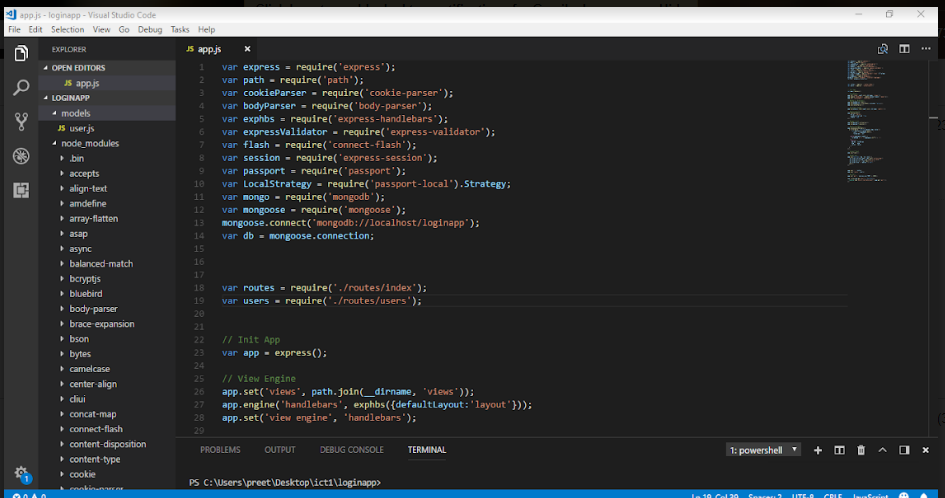 app.js - loginapp - Visual Studio Code
File Edit Selection View Go Debug Tasks Help
EXPLORER
OPEN EDITORS
JS app.js
LOGINAPP
models
JS user.js
node_modules
.bin
accepts
align-text
amdefine
array-flatten
asap
async
balanced-match
bcryptjs
bluebird
body-parser
brace-expansion
bson
bytes
camelcase
center-align
cliui
concat-map
connect-flash
content-disposition
content-type
cookie
cookie-parser
1
JS app.js
1 var express = require('express');
2 var path = require('path');
3 var cookieParser = require('cookie-parser');
4 var bodyParser = require('body-parser');
5 var exphbs = require('express-handlebars');
6 var expressValidator = require('express-validator');
7 var flash = require('connect-flash');
8 var session = require('express-session');
9 var passport = require('passport');
10 var LocalStrategy = require('passport-local').Strategy;
11 var mongo = require('mongodb');
12 var mongoose = require('mongoose');
13 mongoose.connect('mongodb://localhost/loginapp');
14 var db = mongoose.connection;
15
16
17
18 var routes = require('./routes/index');
19 var users = require('./routes/users');
20
21
22 // Init App
23 var app = express();
24
25 // View Engine
26 app.set('views', path.join(__dirname, 'views'));
27 app.engine('handlebars', exphbs({defaultLayout:'layout'}));
28 app.set('view engine', 'handlebars');
29
PROBLEMS OUTPUT DEBUG CONSOLE TERMINAL
1: powershell
PS C:\Users\preet\Desktop\ict1\loginapp>
0 0 Ln 19, Col 39 Spaces: 2 UTF-8 CRLF JavaScript